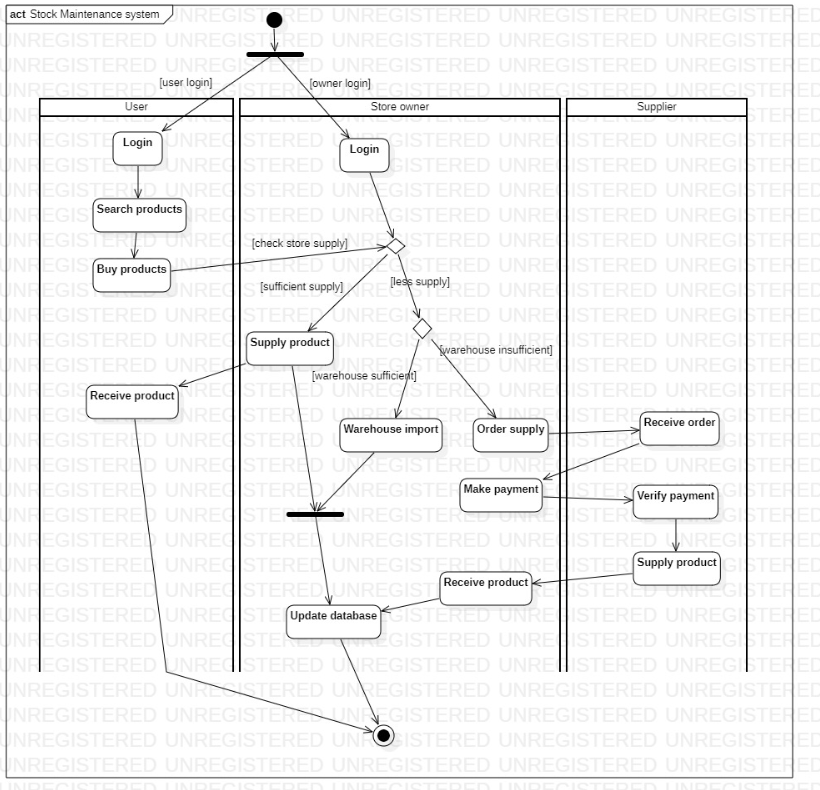 act Stock Maintenance system
[user login]
[owner login]
User
Store owner
Supplier
Login
Login
Search products
[check store supply]
Buy products
[sufficient supply]
[less supply]
Supply product
[warehouse insufficient]
[warehouse sufficient]
Receive product
Warehouse import
Order supply
Receive order
Make payment
Verify payment
Supply product
Receive product
Update database
UNREGISTERED